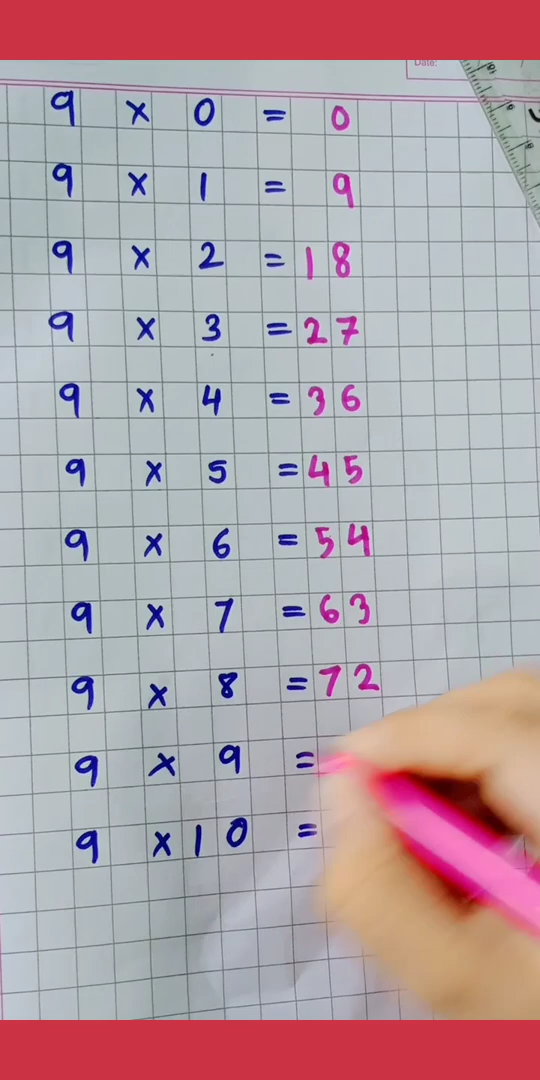 Date:
9 × 0 = 0
9 × 1 = 9
9 × 2 = 18
9 × 3 = 27
9 × 4 = 36
9 × 5 = 45
9 × 6 = 54
9 × 7 = 63
9 × 8 = 72
9 × 9 =
9 × 10 =